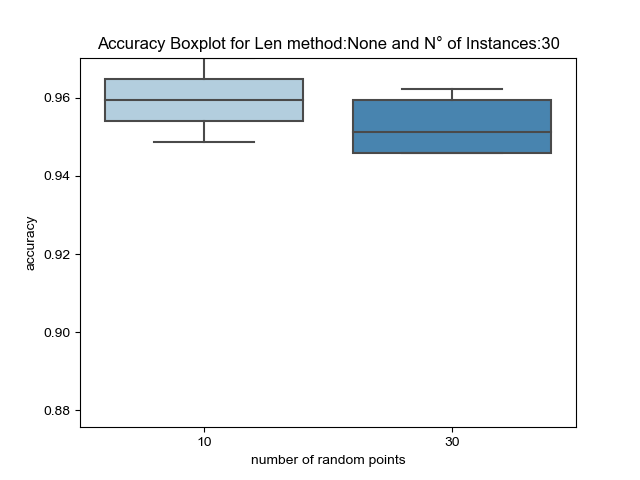 Accuracy Boxplot for Len method:None and N° of Instances:30
0.96
0.94
0.92
0.90
0.88
accuracy
10 30
number of random points